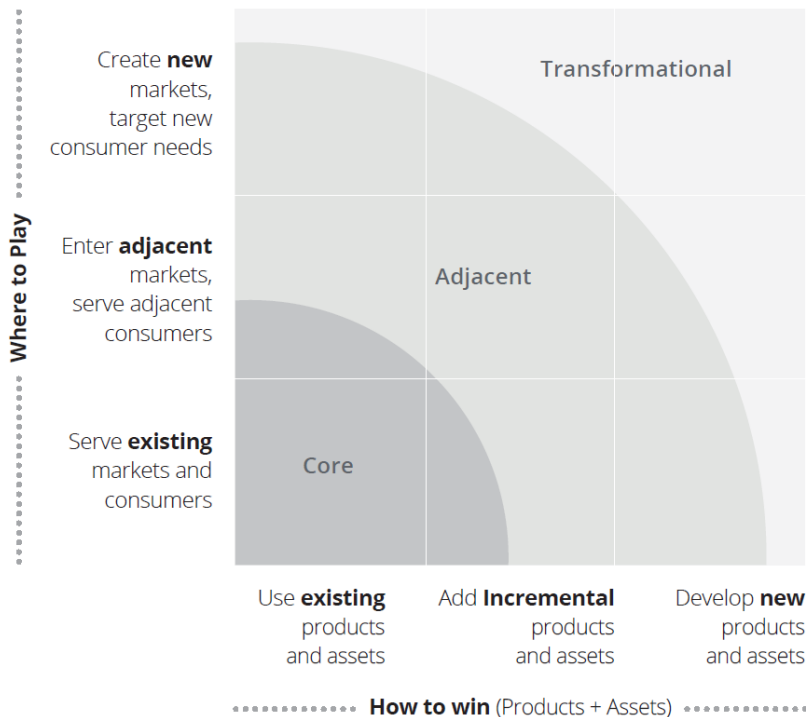 Where to Play
Create new
markets,
target new
consumer needs
Transformational
Enter adjacent
markets,
serve adjacent
consumers
Adjacent
Serve existing
markets and
consumers
Core
Use existing
products
and assets
Add Incremental
products
and assets
Develop new
products
and assets
How to win (Products + Assets)